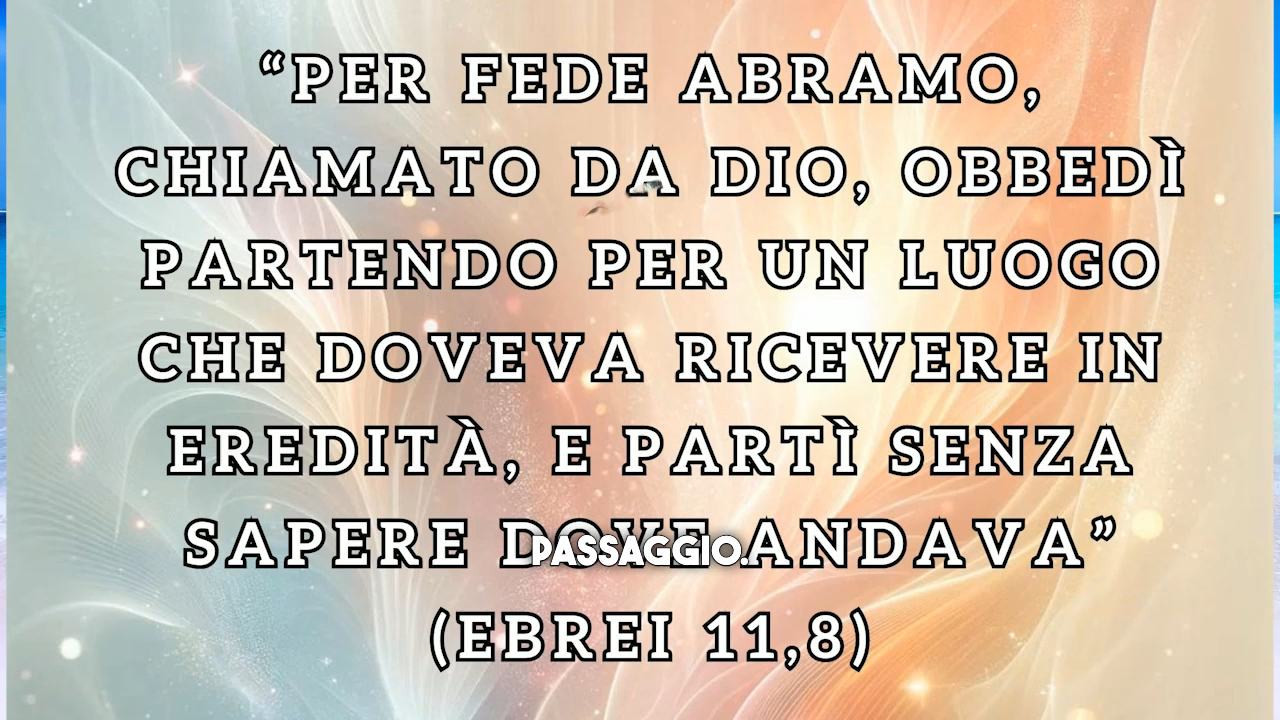 “PER FEDE ABRAMO,
CHIAMATO DA DIO, OBBEDÌ
PARTENDO PER UN LUOGO
CHE DOVEVA RICEVERE IN
EREDITÀ, E PARTÌ SENZA
SAPERE DOVE ANDAVA”
PASSAGGIO.
(EBREI 11,8)